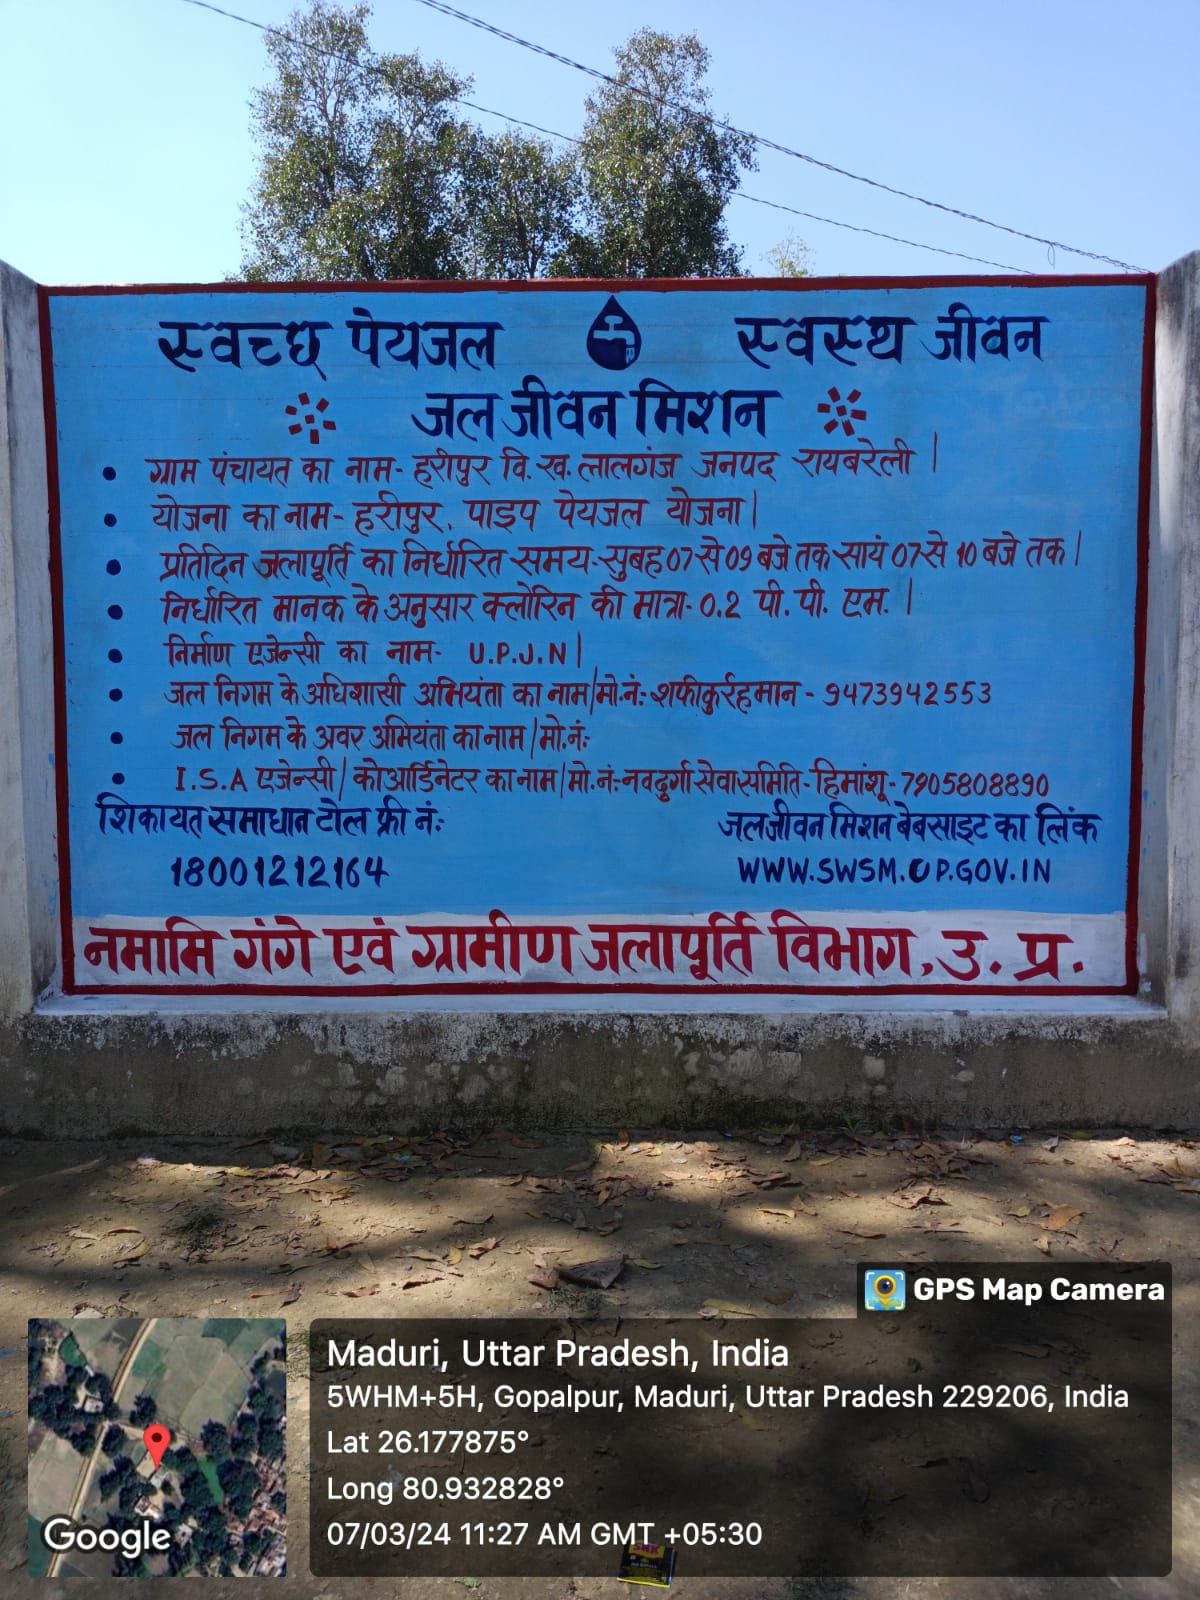 स्वच्छ पेयजल स्वस्थ जीवन
जल जीवन मिशन
• ग्राम पंचायत का नाम- हरीपुर वि. ख. लालगंज जनपद रायबरेली ।
• योजना का नाम- हरीपुर, पाइप पेयजल योजना।
• प्रतिदिन जलापूर्ति का निर्धारित समय-सुबह 07 से 09 बजे तक सायं 07 से 10 बजे तक।
• निर्धारित मानक के अनुसार क्लोरिन की मात्रा- 0.2 पी. पी. एम. ।
• निर्माण एजेन्सी का नाम- U.P.J.N।
• जल निगम के अधिशासी अभियंता का नाम/मो.नं:-शफीकुर्रहमान - 9473942553
• जल निगम के अवर अभियंता का नाम/मो.नं:
• I.S.A एजेन्सी/कोआर्डिनेटर का नाम/मो.नं:-नवदुर्गा सेवा समिति-हिमांशू-7905808890
शिकायत समाधान टोल फ्री नं: जल जीवन मिशन बेबसाइट का लिंक
18001212164 WWW.SWSM.UP.GOV.IN
नमामि गंगे एवं ग्रामीण जलापूर्ति विभाग, उ. प्र.
GPS Map Camera
Maduri, Uttar Pradesh, India
5WHM+5H, Gopalpur, Maduri, Uttar Pradesh 229206, India
Lat 26.177875°
Long 80.932828°
07/03/24 11:27 AM GMT +05:30
Google